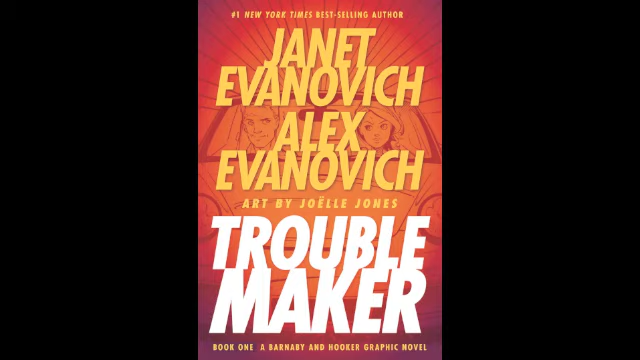 #1 NEW YORK TIMES BEST-SELLING AUTHOR
JANET
EVANOVICH
ALEX
EVANOVICH
ART BY JOËLLE JONES
TROUBLE
MAKER
BOOK ONE A BARNABY AND HOOKER GRAPHIC NOVEL